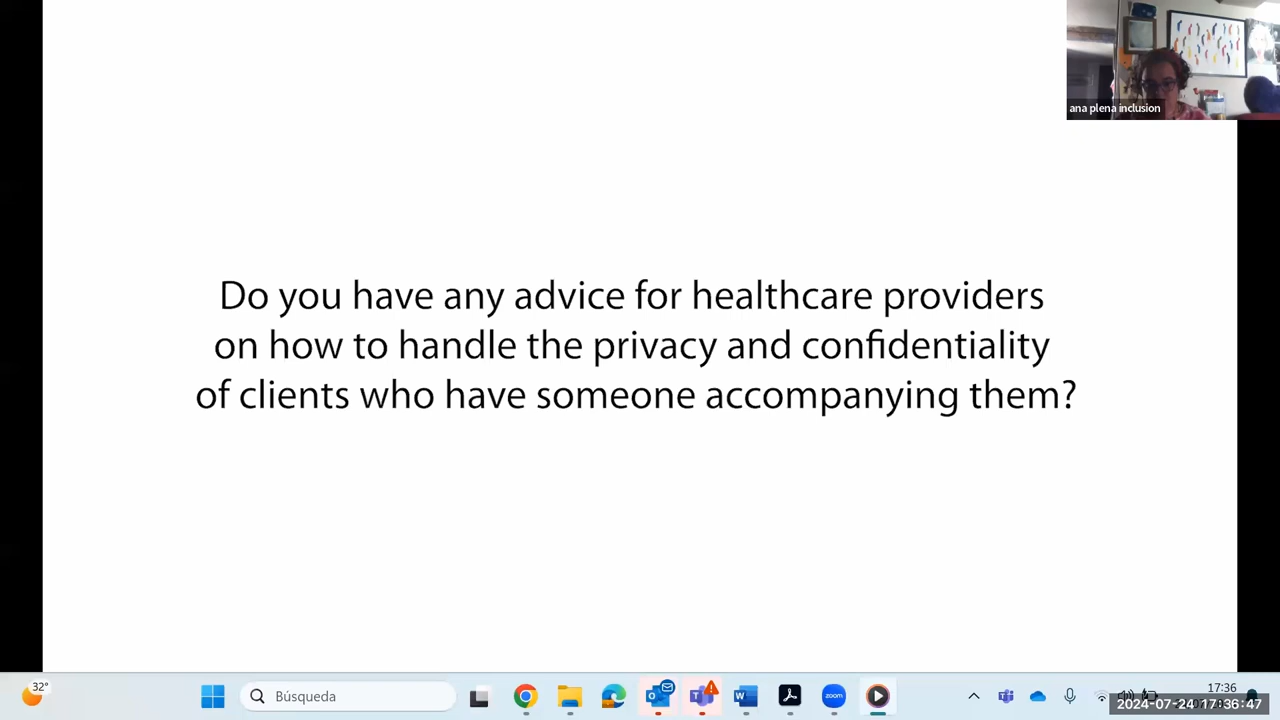 ana plena inclusion
Do you have any advice for healthcare providers
on how to handle the privacy and confidentiality
of clients who have someone accompanying them?
32°
Búsqueda
zoom
17:36
2024-07-24 17:36:47